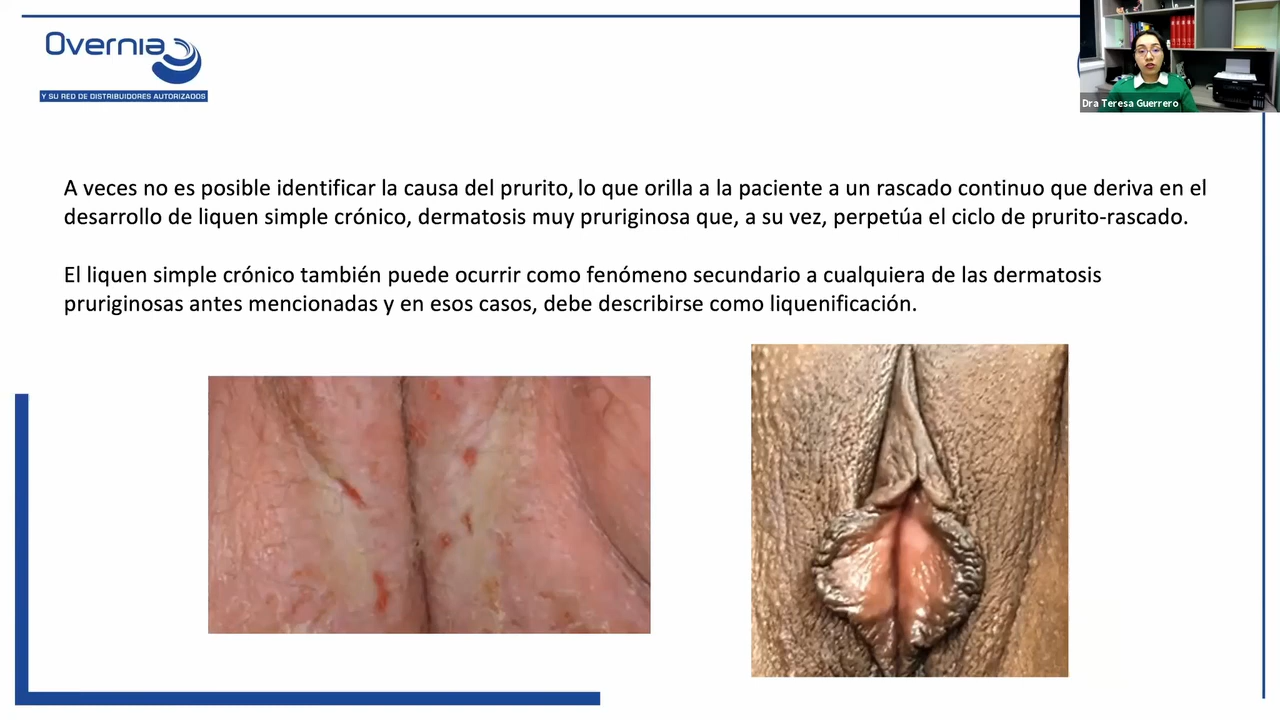 Overnia
Y SU RED DE DISTRIBUIDORES AUTORIZADOS
Dra Teresa Guerrero
A veces no es posible identificar la causa del prurito, lo que orilla a la paciente a un rascado continuo que deriva en el
desarrollo de liquen simple crónico, dermatosis muy pruriginosa que, a su vez, perpetúa el ciclo de prurito-rascado.
El liquen simple crónico también puede ocurrir como fenómeno secundario a cualquiera de las dermatosis
pruriginosas antes mencionadas y en esos casos, debe describirse como liquenificación.